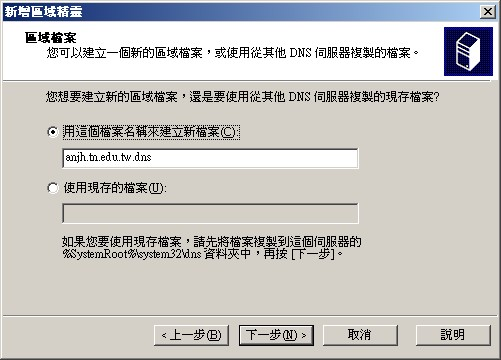 新增區域精靈
區域檔案
您可以建立一個新的區域檔案，或使用從其他 DNS 伺服器複製的檔案。
您想要建立新的區域檔案，還是要使用從其他 DNS 伺服器複製的現存檔案?
用這個檔案名稱來建立新檔案(C):
anjh.tn.edu.tw.dns
使用現存的檔案(U):
如果您要使用現存檔案，請先將檔案複製到這個伺服器的
%SystemRoot%\system32\dns 資料夾中，再按 [下一步]。
< 上一步(B) 下一步(N) > 取消 說明